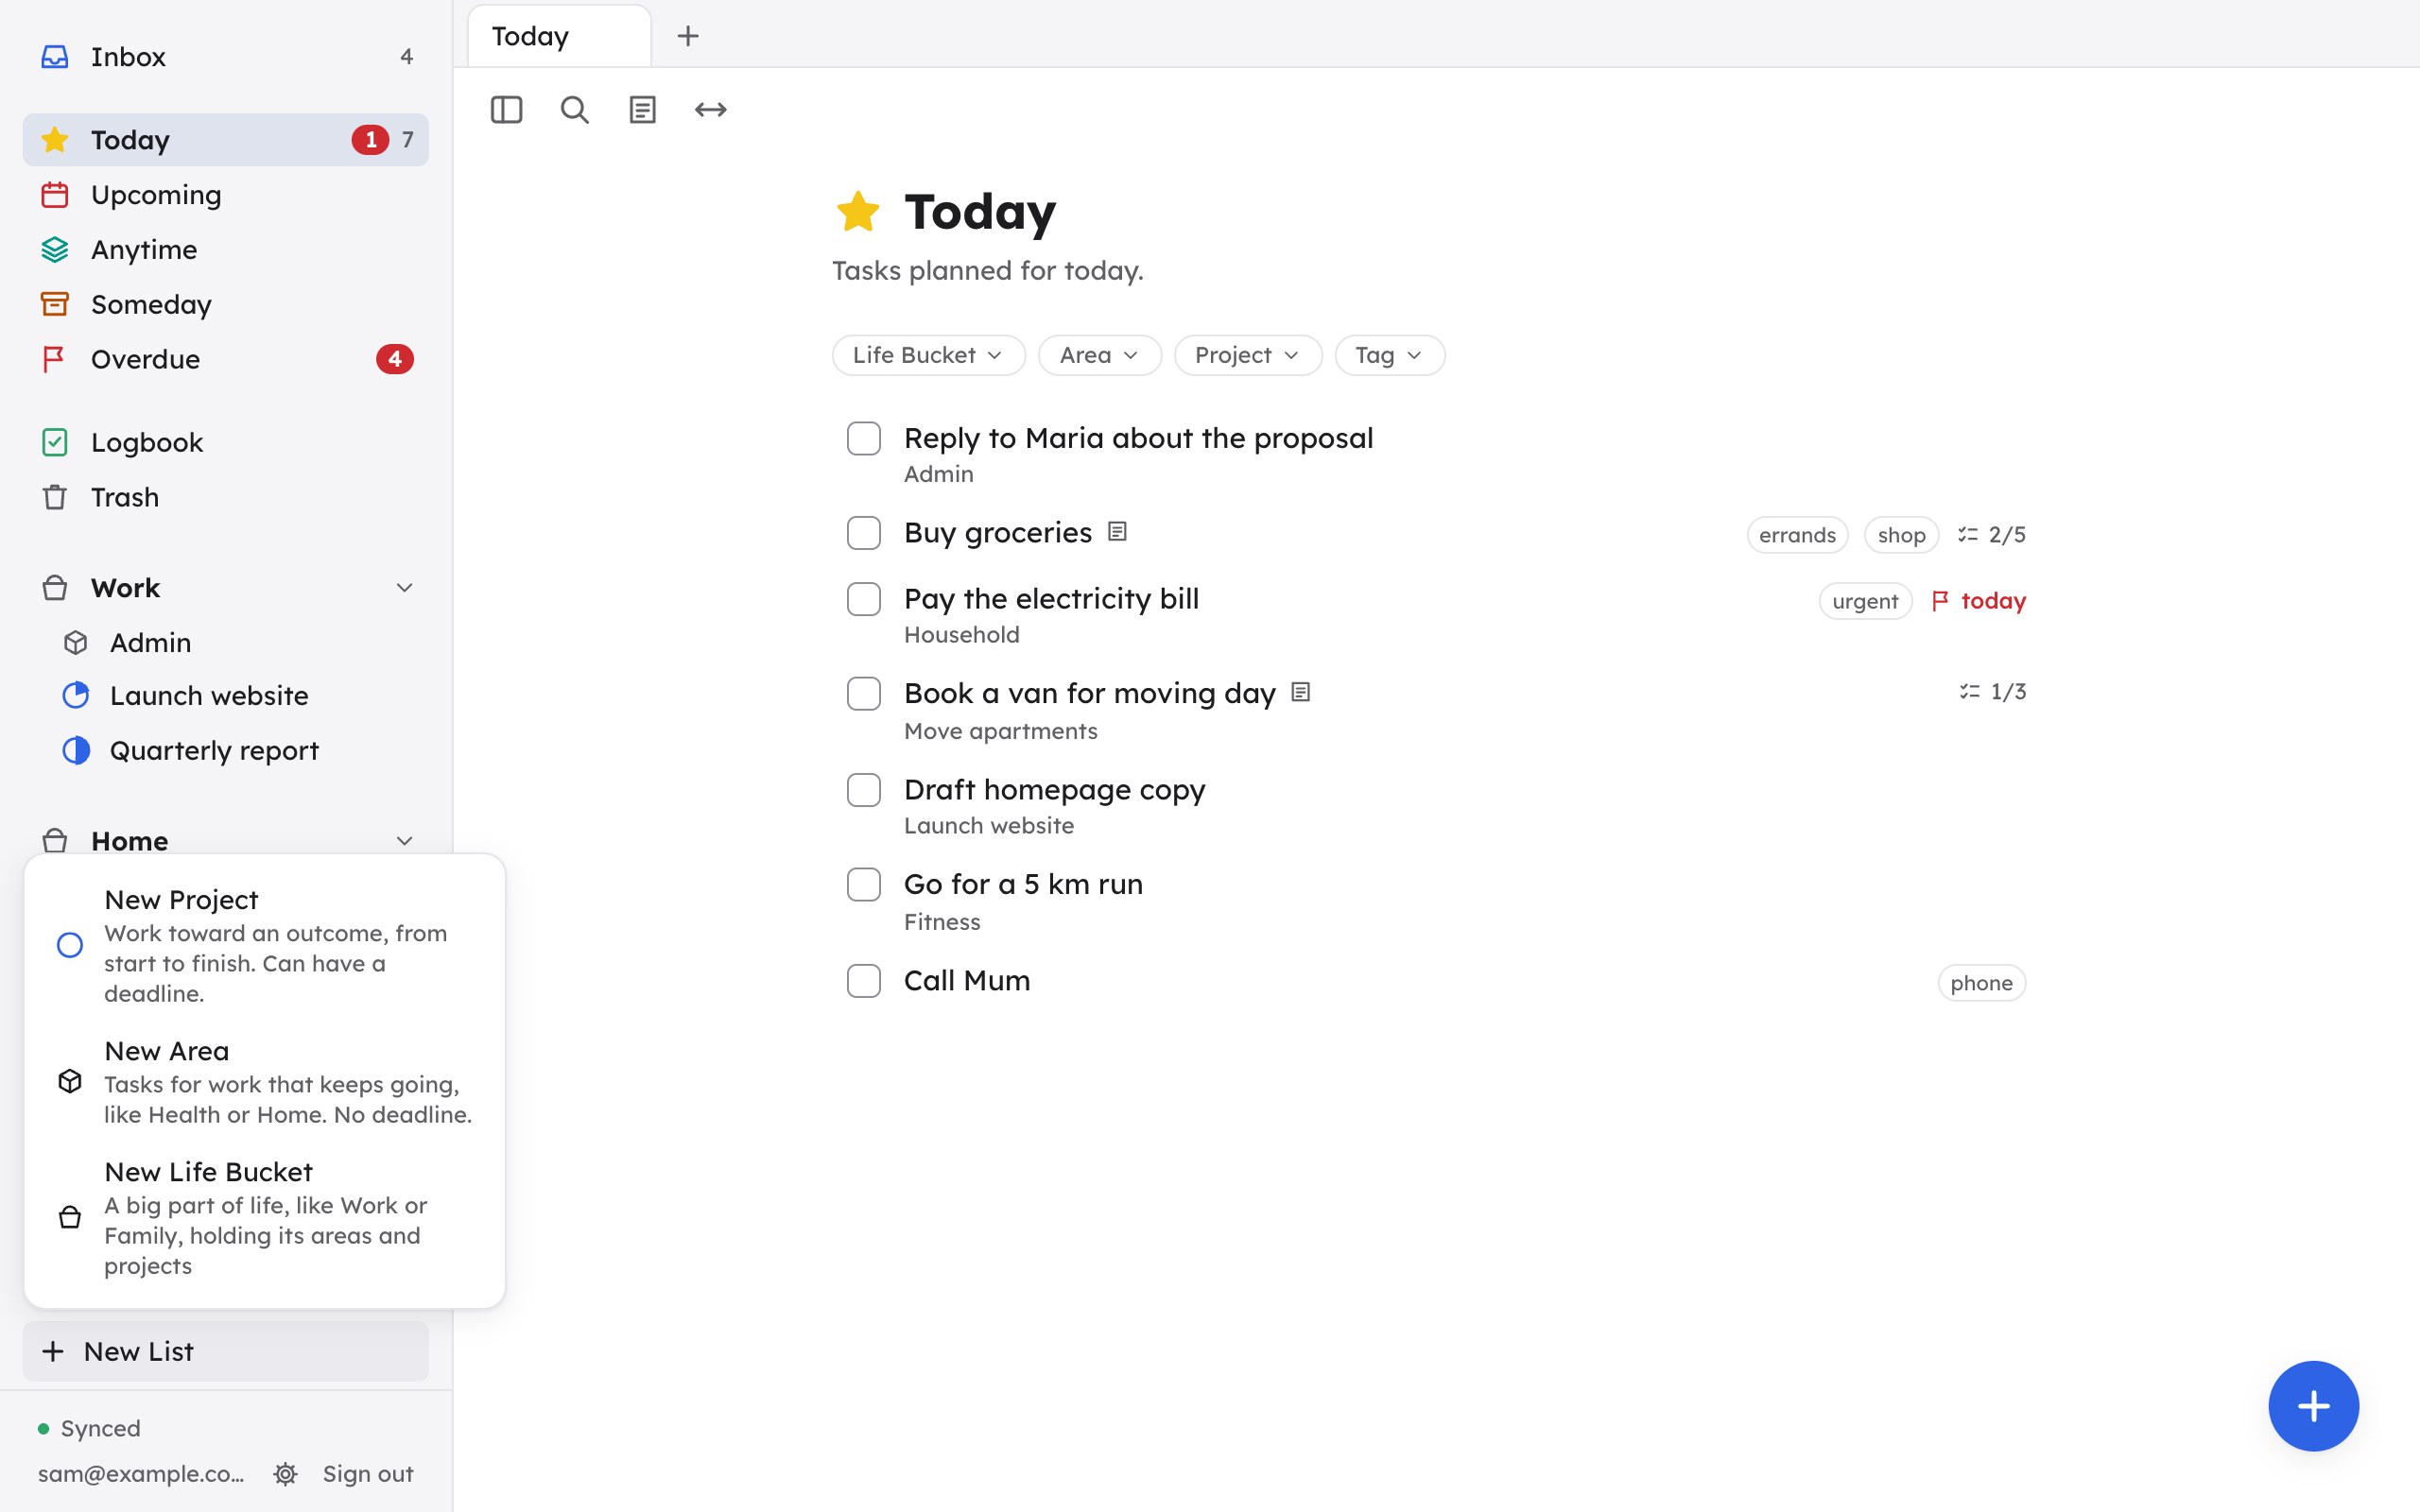 Inbox 4
Today 1 7
Upcoming
Anytime
Someday
Overdue 4
Logbook
Trash
Work
Admin
Launch website
Quarterly report
Home
New Project
Work toward an outcome, from
start to finish. Can have a
deadline.
New Area
Tasks for work that keeps going,
like Health or Home. No deadline.
New Life Bucket
A big part of life, like Work or
Family, holding its areas and
projects
New List
Synced
sam@example.co... Sign out
Today
Today
Tasks planned for today.
Life Bucket Area Project Tag
Reply to Maria about the proposal
Admin
Buy groceries errands shop 2/5
Pay the electricity bill urgent today
Household
Book a van for moving day 1/3
Move apartments
Draft homepage copy
Launch website
Go for a 5 km run
Fitness
Call Mum phone